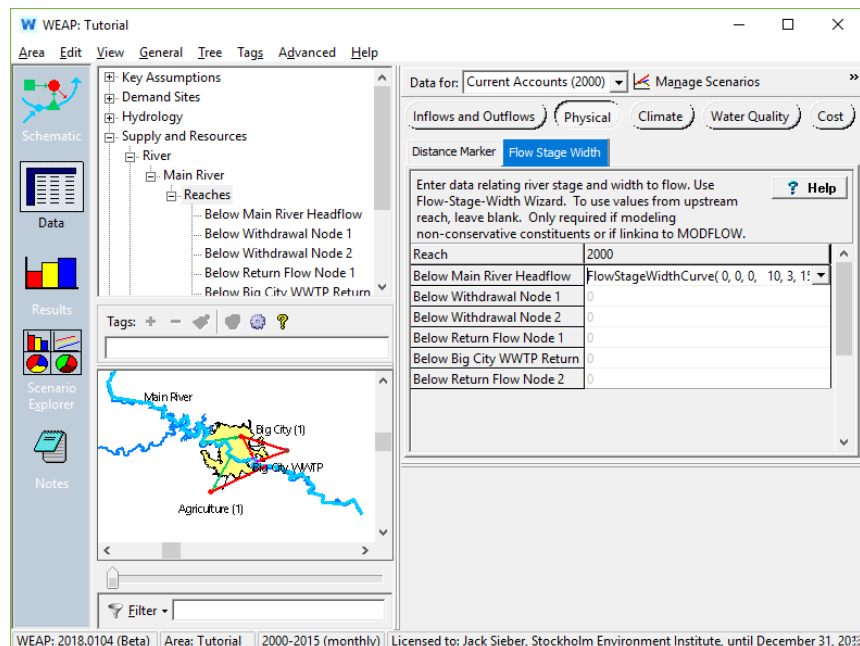 W WEAP: Tutorial
Area Edit View General Tree Tags Advanced Help
Schematic
Data
Results
Scenario
Explorer
Notes
Key Assumptions
Demand Sites
Hydrology
Supply and Resources
River
Main River
Reaches
Below Main River Headflow
Below Withdrawal Node 1
Below Withdrawal Node 2
Below Return Flow Node 1
Below Big City WWTP Return
Tags:
Main River
Big City (1)
Big City WWTP
Agriculture (1)
Filter
Data for: Current Accounts (2000) Manage Scenarios »
Inflows and Outflows Physical Climate Water Quality Cost
Distance Marker Flow Stage Width
Enter data relating river stage and width to flow. Use
Flow-Stage-Width Wizard. To use values from upstream
reach, leave blank. Only required if modeling
non-conservative constituents or if linking to MODFLOW.
? Help
Reach 2000
Below Main River Headflow FlowStageWidthCurve( 0, 0, 0, 10, 3, 15
Below Withdrawal Node 1 0
Below Withdrawal Node 2 0
Below Return Flow Node 1 0
Below Big City WWTP Return 0
Below Return Flow Node 2 0
WEAP: 2018.0104 (Beta) Area: Tutorial 2000-2015 (monthly) Licensed to: Jack Sieber, Stockholm Environment Institute, until December 31,